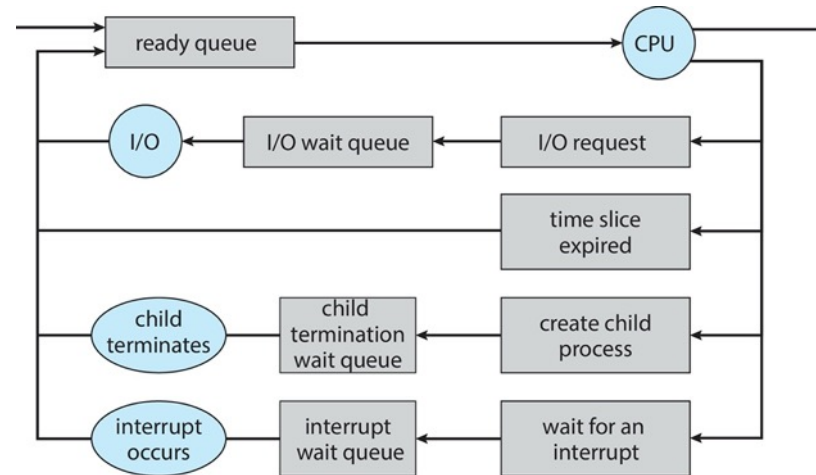 ready queue
CPU
I/O
I/O wait queue
I/O request
time slice
expired
child
terminates
child
termination
wait queue
create child
process
interrupt
occurs
interrupt
wait queue
wait for an
interrupt